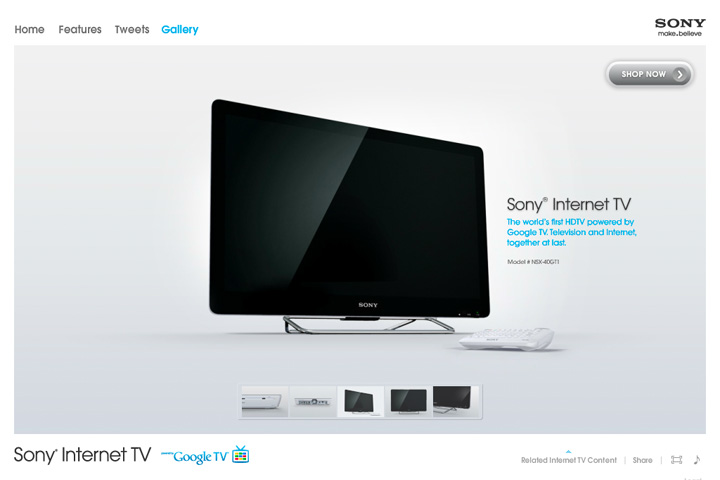 Home Features Tweets Gallery
SONY
make.believe
SHOP NOW
Sony® Internet TV
The world's first HDTV powered by
Google TV. Television and Internet,
together at last.
Model # NSX-40GT1
SONY
Sony® Internet TV
Google TV
Related Internet TV Content | Share |